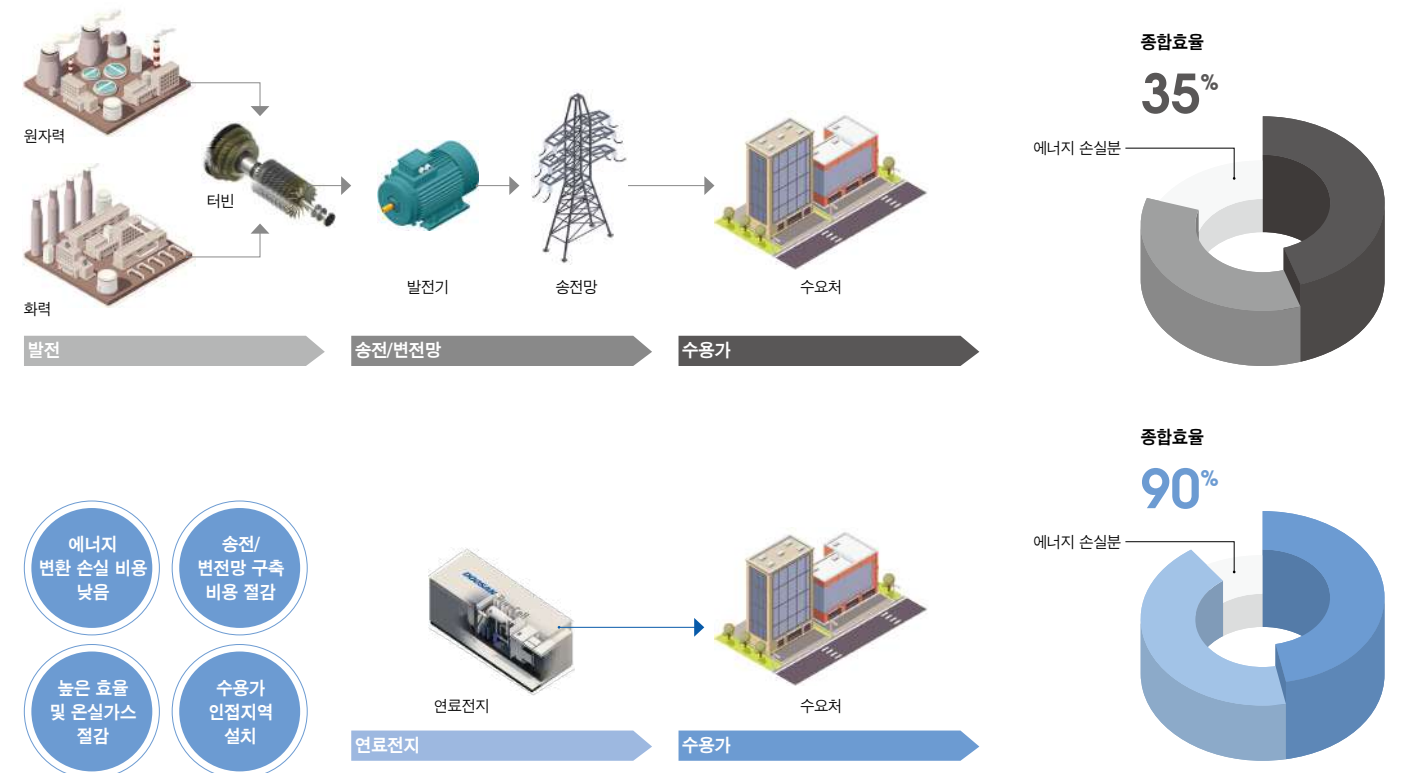 원자력
화력
터빈
발전기
송전망
수요처
발전
송전/변전망
수용가
종합효율
35%
에너지 손실분
에너지
변환 손실 비용
낮음
송전/
변전망 구축
비용 절감
높은 효율
및 온실가스
절감
수용가
인접지역
설치
DOOSAN
연료전지
수요처
연료전지
수용가
종합효율
90%
에너지 손실분